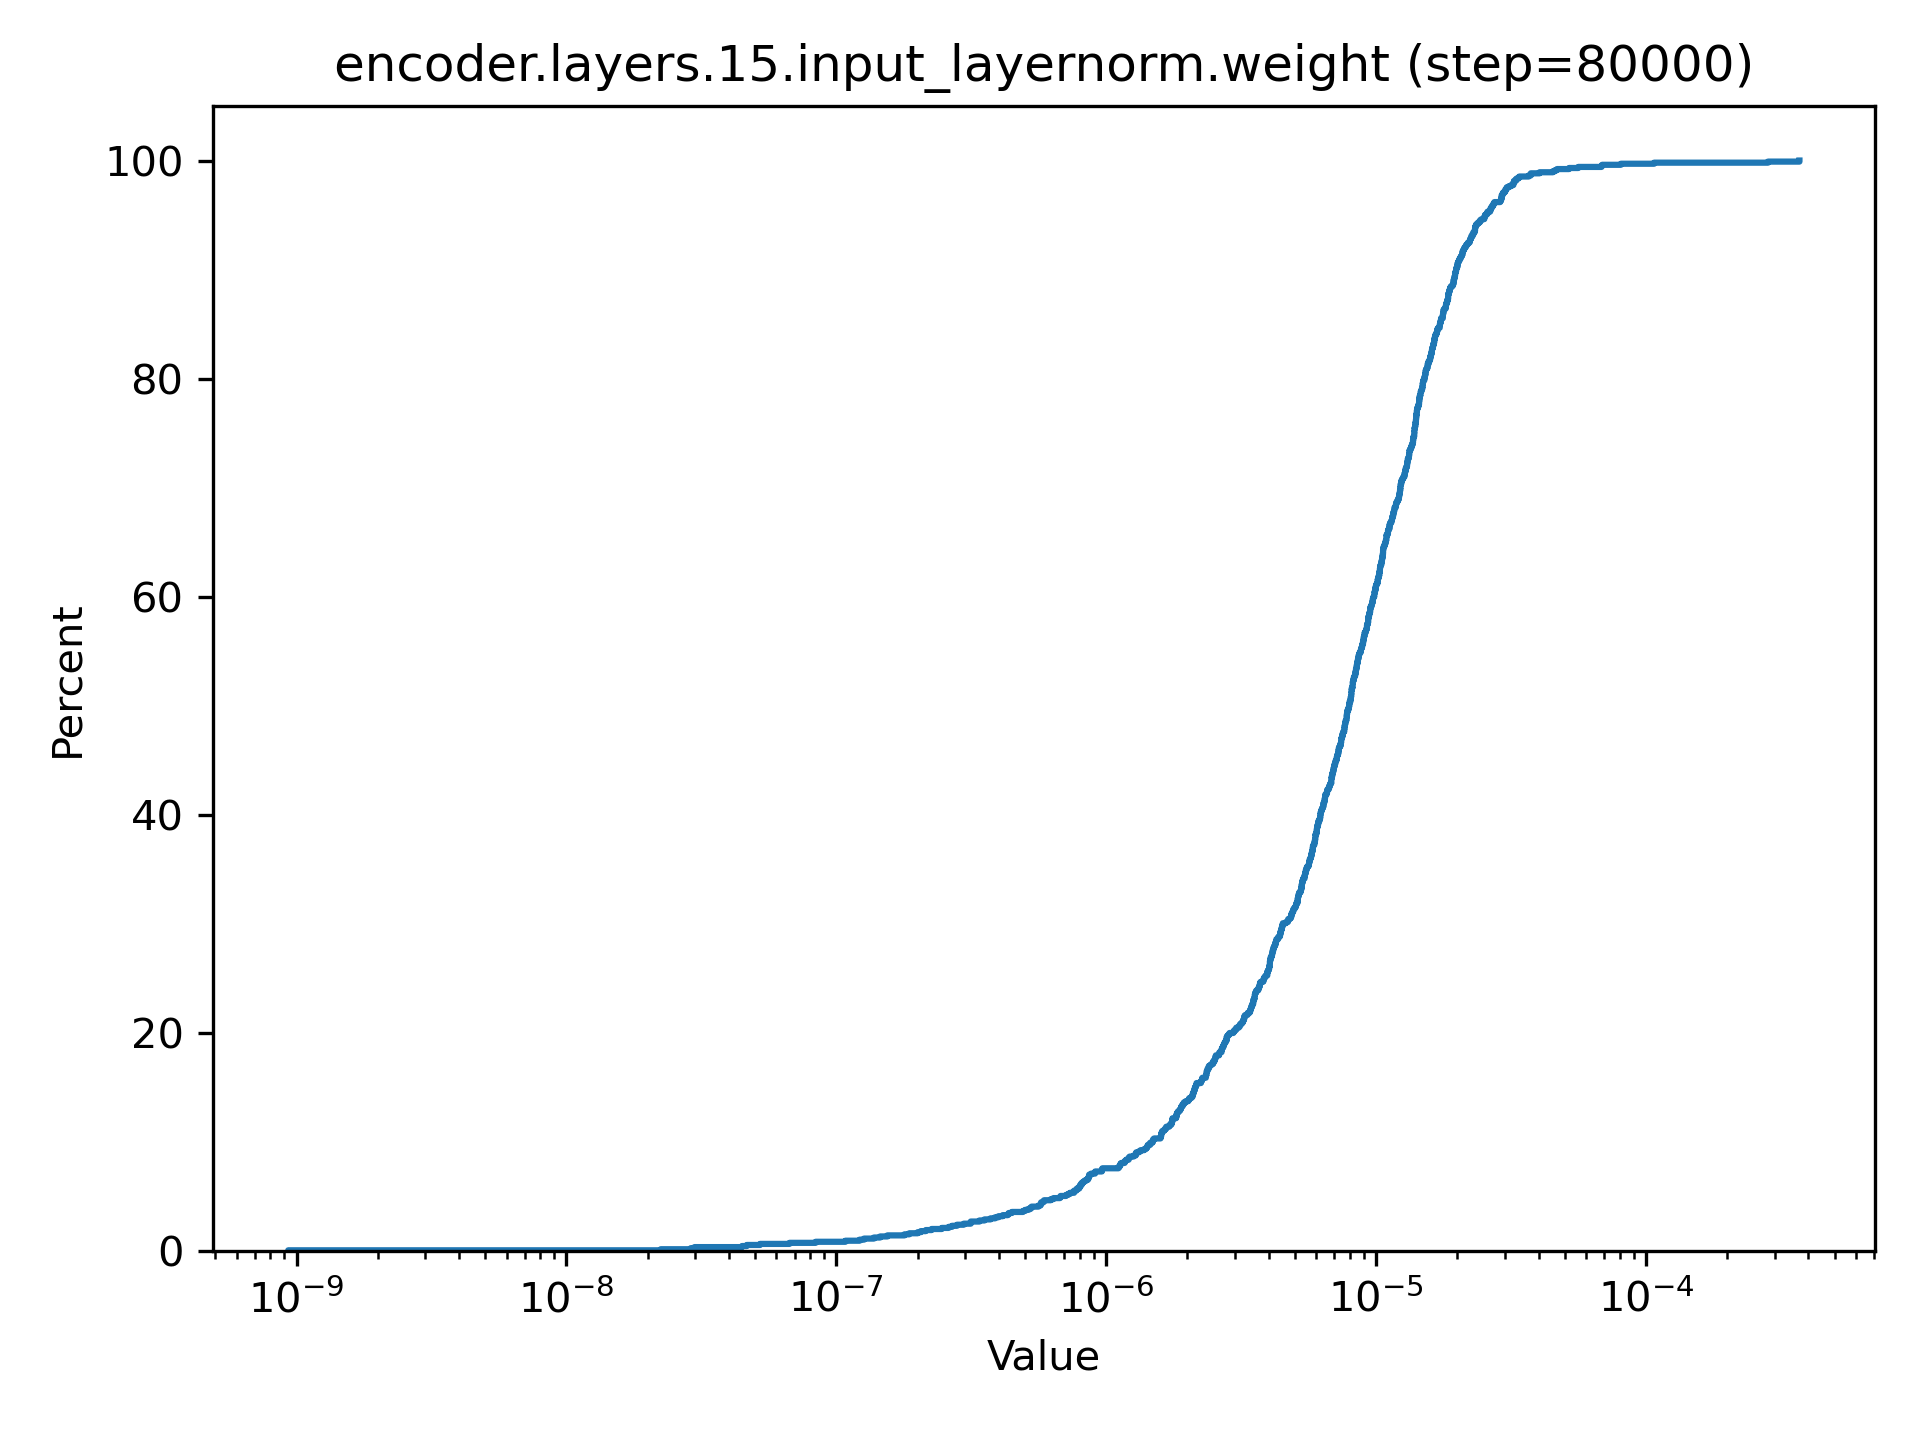 encoder.layers.15.input_layernorm.weight (step=80000)
100
80
60
40
20
0
Percent
10⁻⁹ 10⁻⁸ 10⁻⁷ 10⁻⁶ 10⁻⁵ 10⁻⁴
Value